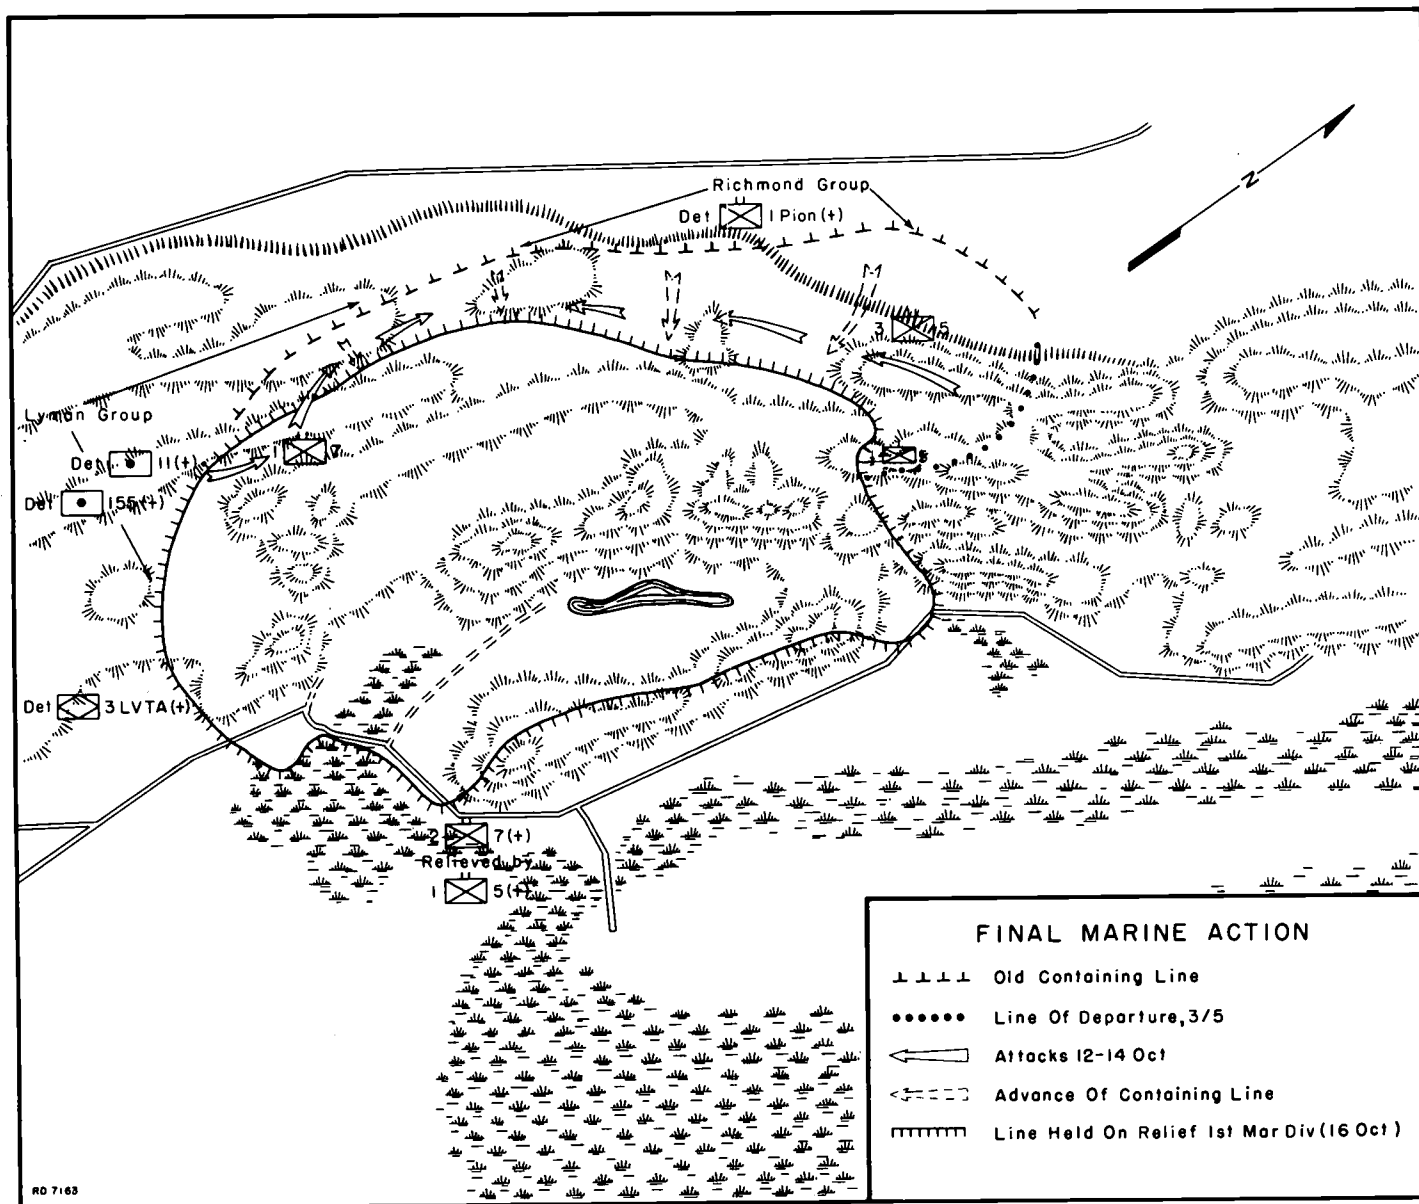 Richmond Group
Det 1 Pion (+)
N
3 5
Lyman Group
1 7
Det 11 (+)
Det 155 (+)
Det 3 LVTA (+)
2 7 (+)
Relieved by
1 5 (+)
FINAL MARINE ACTION
Old Containing Line
Line Of Departure, 3/5
Attacks 12-14 Oct
Advance Of Containing Line
Line Held On Relief 1st Mar Div (16 Oct)
RD 7163